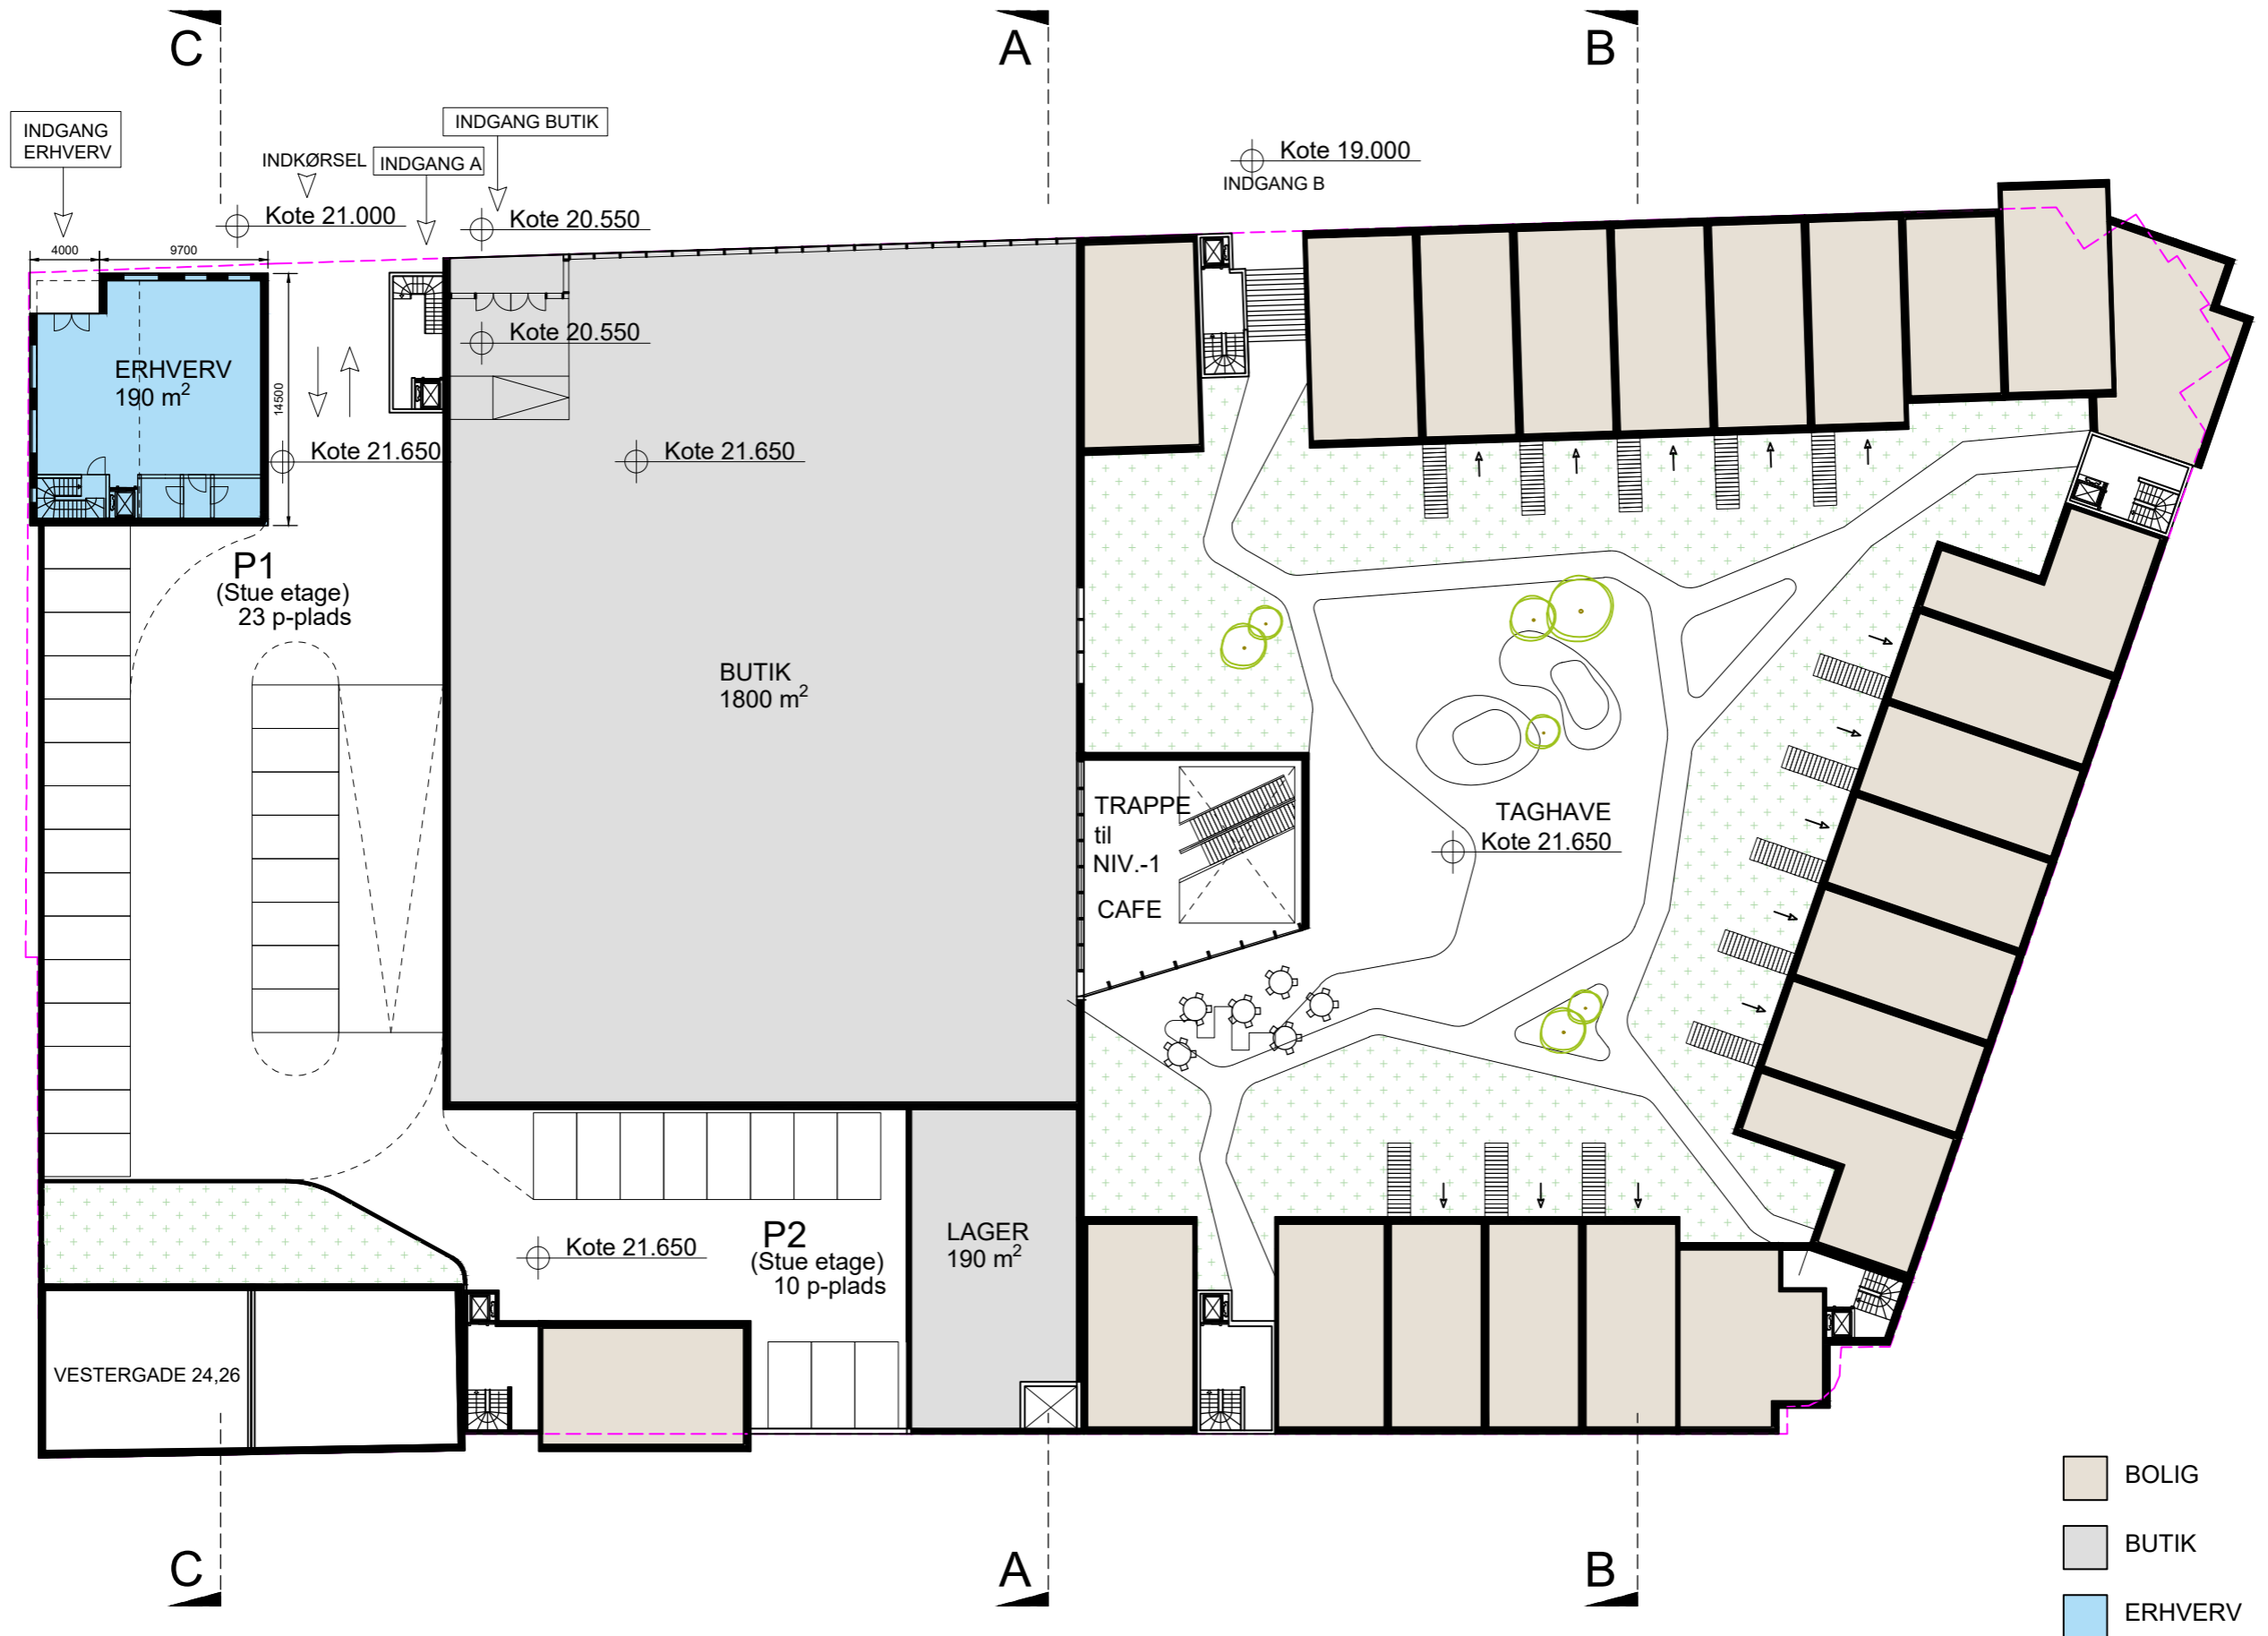 C
A
B
INDGANG
ERHVERV
INDKØRSEL
INDGANG A
INDGANG BUTIK
Kote 19.000
INDGANG B
Kote 21.000
Kote 20.550
4000
9700
14500
Kote 20.550
ERHVERV
190 m²
Kote 21.650
Kote 21.650
P1
(Stue etage)
23 p-plads
BUTIK
1800 m²
TRAPPE
til
NIV.-1
CAFE
TAGHAVE
Kote 21.650
P2
(Stue etage)
10 p-plads
Kote 21.650
LAGER
190 m²
VESTERGADE 24,26
BOLIG
BUTIK
ERHVERV
C
A
B